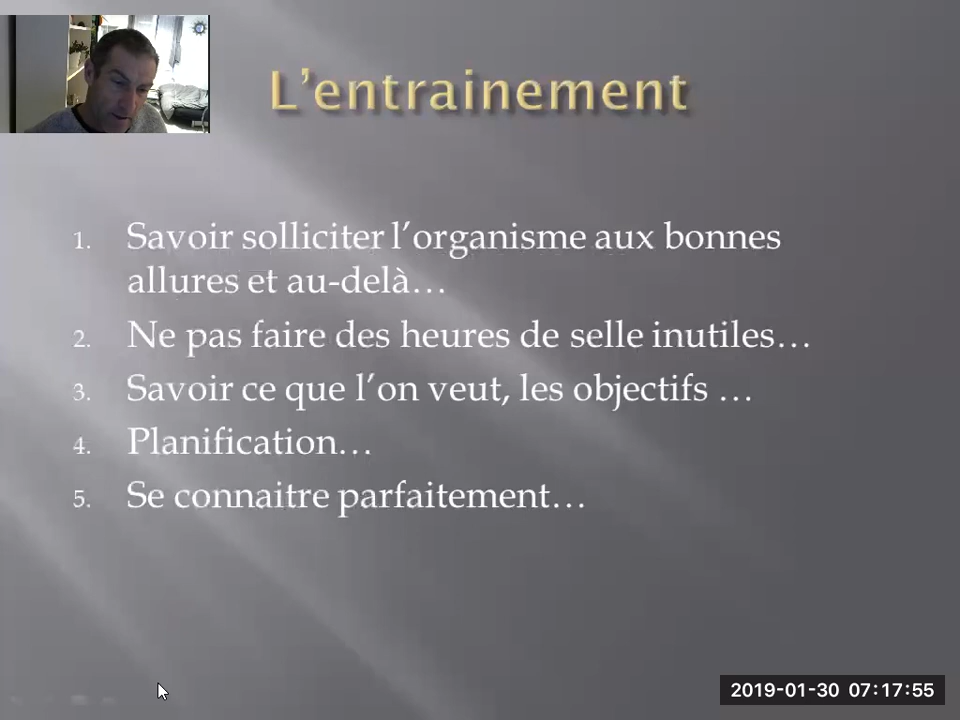 L'entrainement
1. Savoir solliciter l'organisme aux bonnes
allures et au-delà…
2. Ne pas faire des heures de selle inutiles…
3. Savoir ce que l'on veut, les objectifs …
4. Planification…
5. Se connaitre parfaitement…
2019-01-30 07:17:55